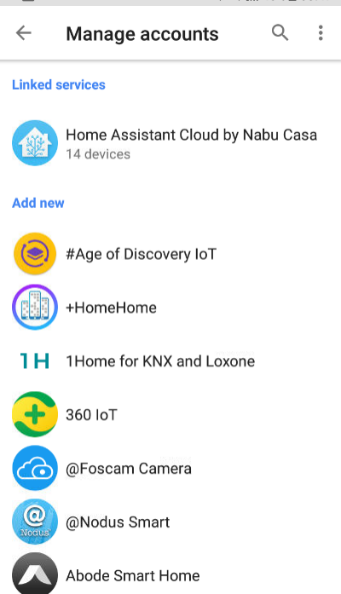 Manage accounts
Linked services
Home Assistant Cloud by Nabu Casa
14 devices
Add new
#Age of Discovery IoT
+HomeHome
1H
1Home for KNX and Loxone
360 IoT
@Foscam Camera
@
Nodus
@Nodus Smart
Abode Smart Home